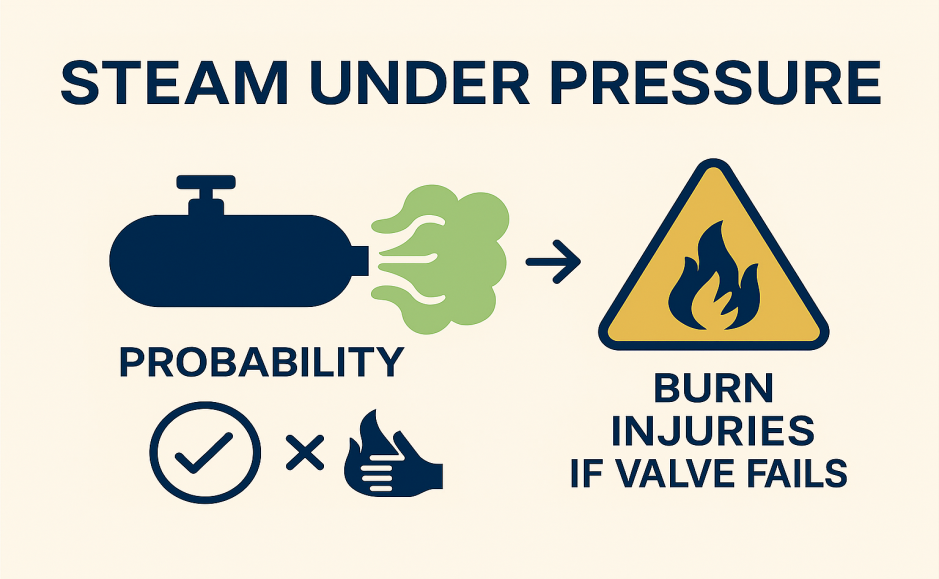 STEAM UNDER PRESSURE
PROBABILITY
BURN
INJURIES
IF VALVE FAILS